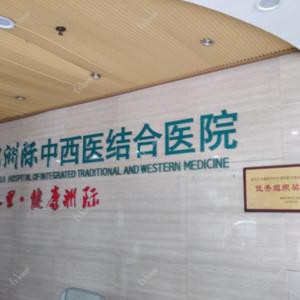 洲际中西医结合医院
HOSPITAL OF INTEGRATED TRADITIONAL AND WESTERN MEDICINE
里·健康洲际
优秀组织奖